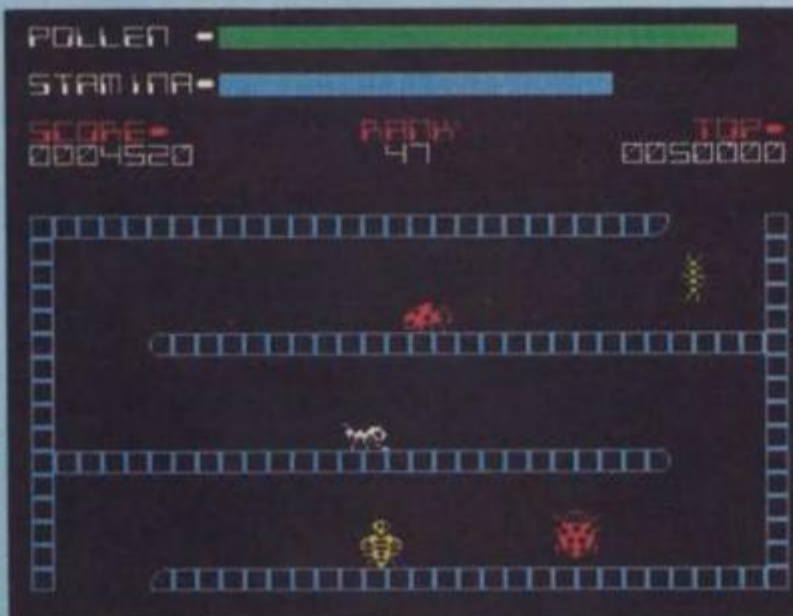 POLLEN -
STAMINA-
SCORE- RANK TOP-
0004520 47 0050000